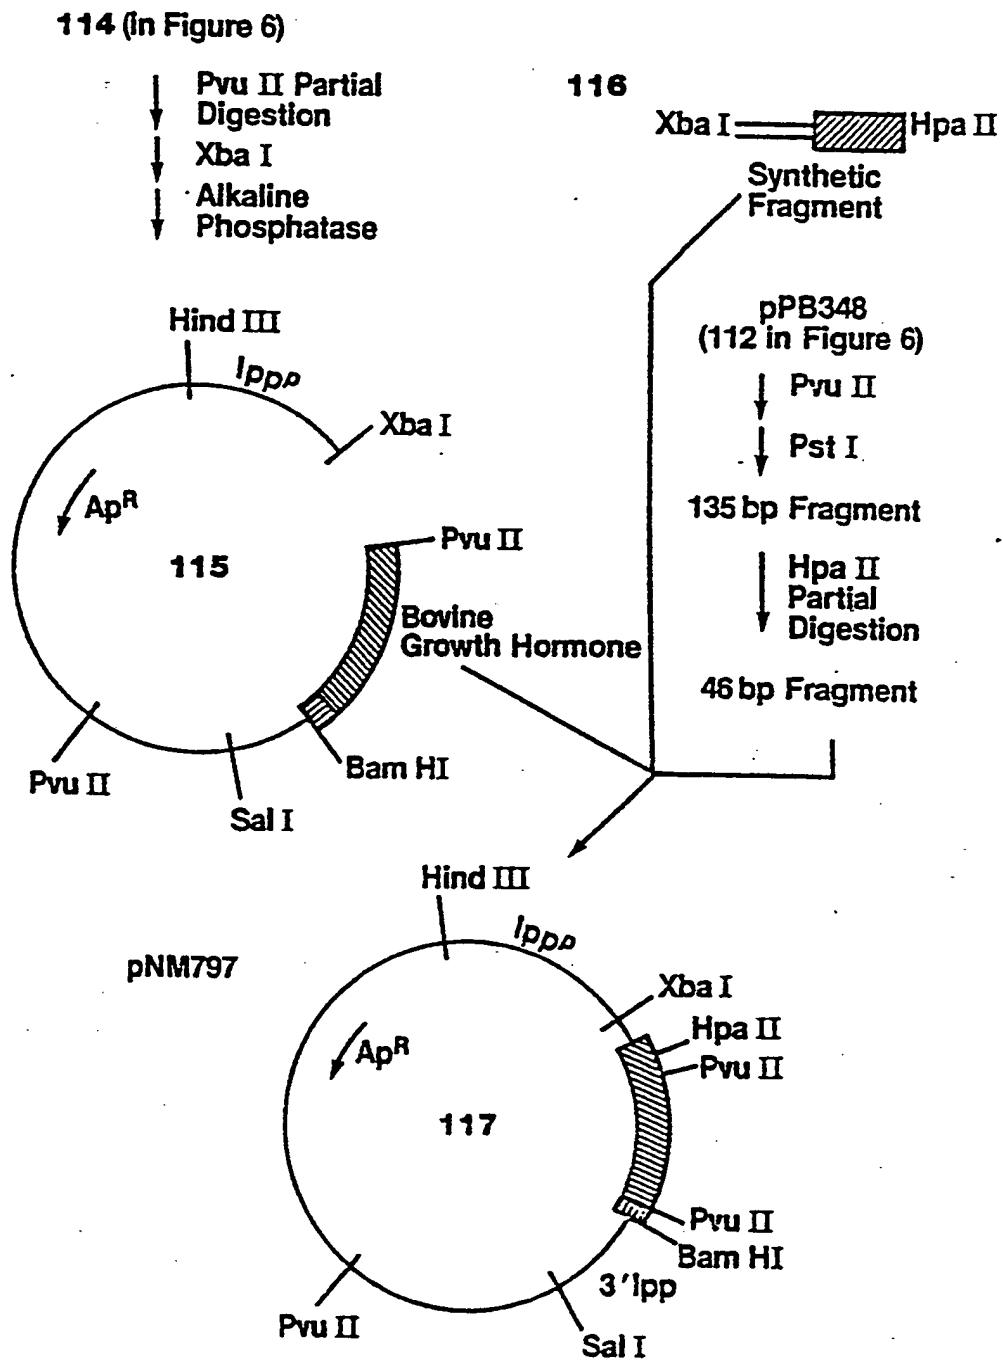 114 (in Figure 6)
Pvu II Partial
Digestion
Xba I
Alkaline
Phosphatase
116
Xba I
Hpa II
Synthetic
Fragment
pPB348
(112 in Figure 6)
Pvu II
Pst I
135 bp Fragment
Hpa II
Partial
Digestion
46 bp Fragment
Hind III
lppp
Xba I
ApR
115
Pvu II
Bovine
Growth Hormone
Bam HI
Sal I
Pvu II
pNM797
Hind III
lppp
Xba I
Hpa II
Pvu II
ApR
117
Pvu II
Bam HI
3'lpp
Sal I
Pvu II